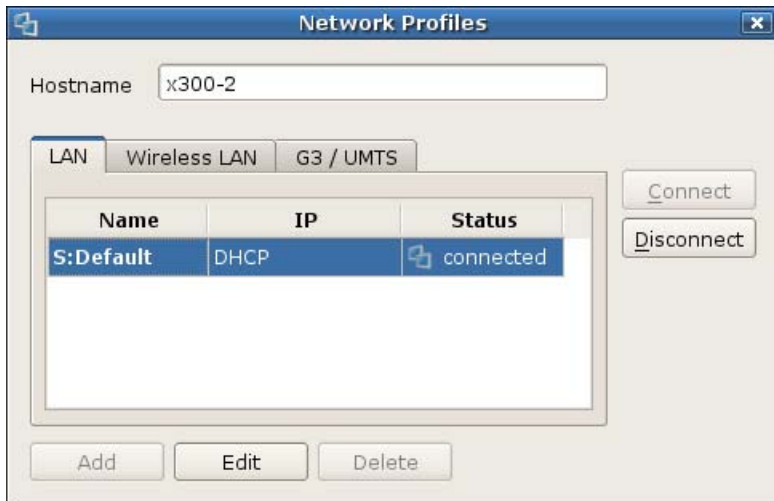 Network Profiles
Hostname x300-2
LAN Wireless LAN G3 / UMTS
Connect
Name IP Status
Disconnect
S:Default DHCP connected
Add Edit Delete